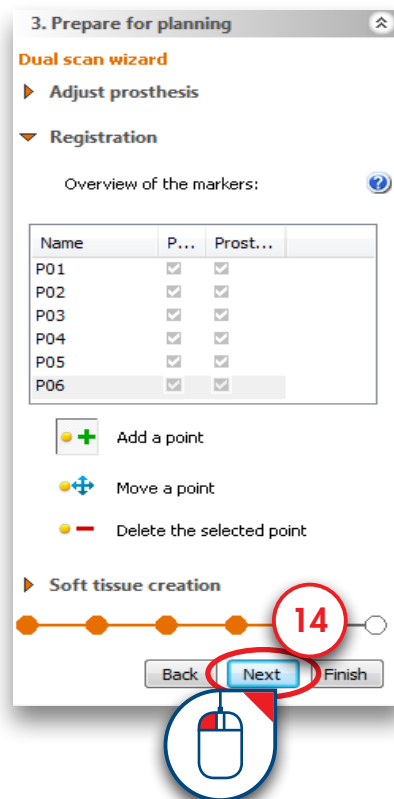 3. Prepare for planning
Dual scan wizard
Adjust prosthesis
Registration
Overview of the markers:
Name P... Prost...
P01
P02
P03
P04
P05
P06
Add a point
Move a point
Delete the selected point
Soft tissue creation
14
Back Next Finish